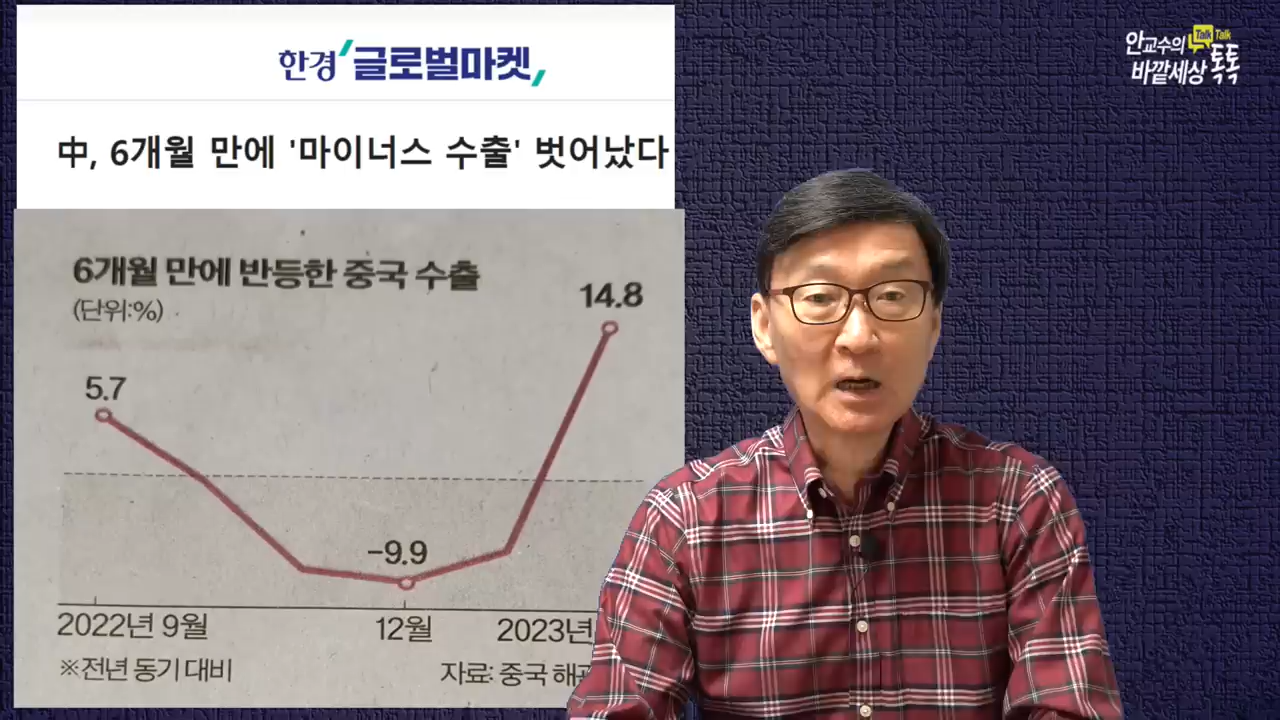 한경 글로벌마켓
中, 6개월 만에 '마이너스 수출' 벗어났다
6개월 만에 반등한 중국 수출
(단위:%)
14.8
5.7
-9.9
2022년 9월 12월 2023년
※전년 동기 대비 자료: 중국
안교수의 Talk Talk
바깥세상 톡톡